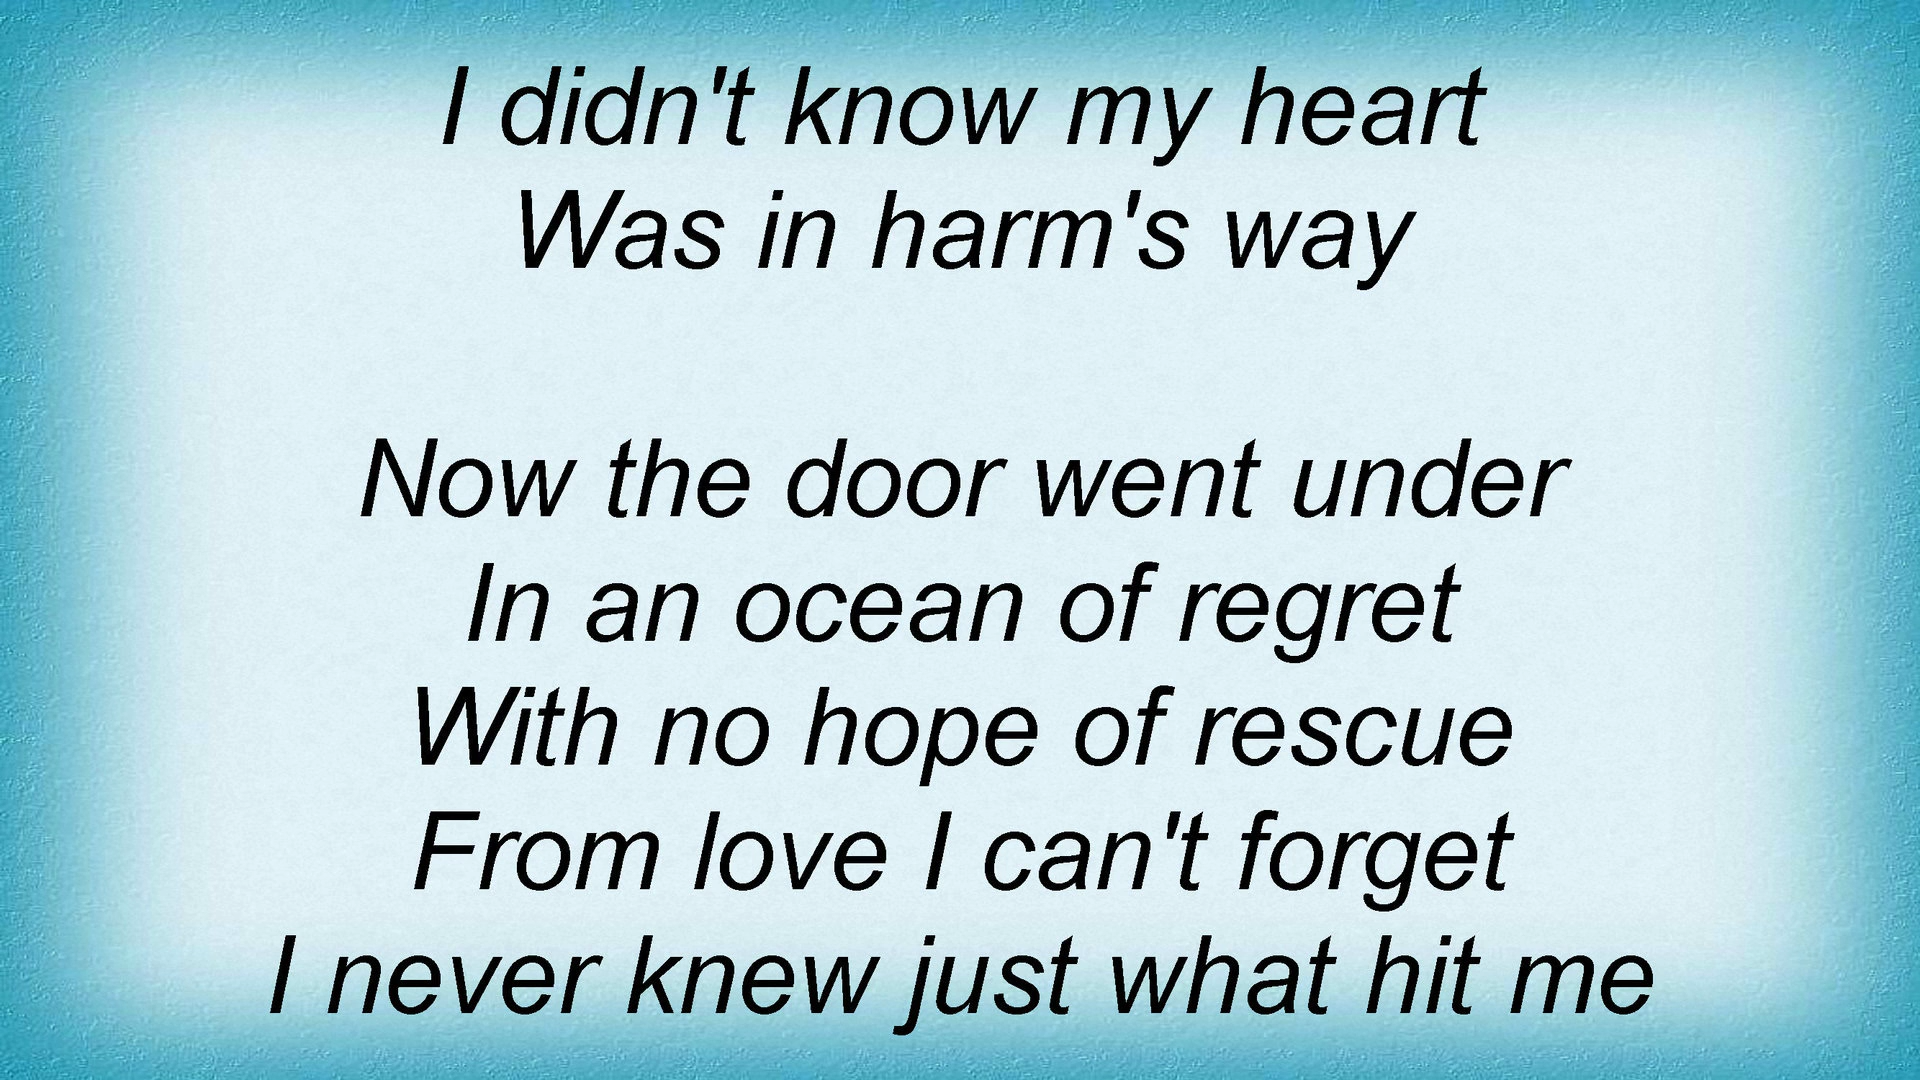 I didn't know my heart
Was in harm's way
Now the door went under
In an ocean of regret
With no hope of rescue
From love I can't forget
I never knew just what hit me